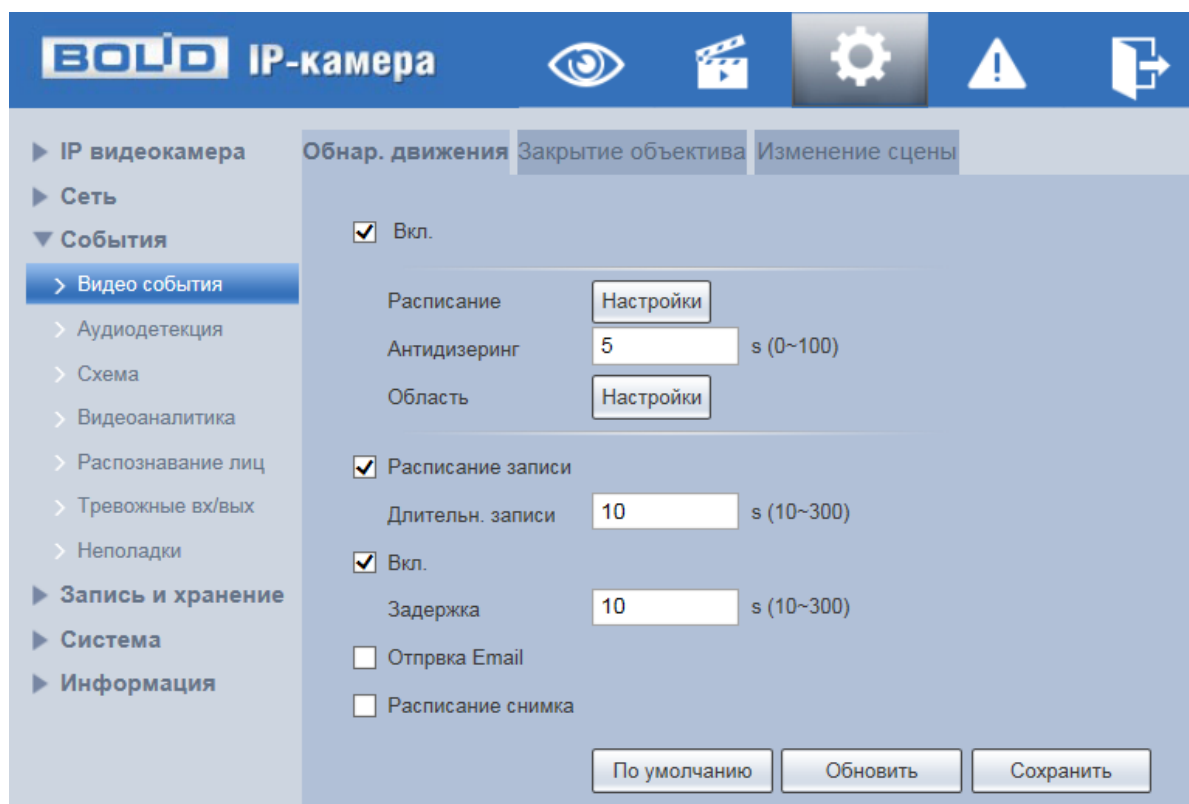 BOLID IP-камера
IP видеокамера
Сеть
События
Видео события
Аудиодетекция
Схема
Видеоаналитика
Распознавание лиц
Тревожные вх/вых
Неполадки
Запись и хранение
Система
Информация
Обнар. движения Закрытие объектива Изменение сцены
Вкл.
Расписание Настройки
Антидизеринг 5 s (0~100)
Область Настройки
Расписание записи
Длительн. записи 10 s (10~300)
Вкл.
Задержка 10 s (10~300)
Отпрвка Email
Расписание снимка
По умолчанию Обновить Сохранить